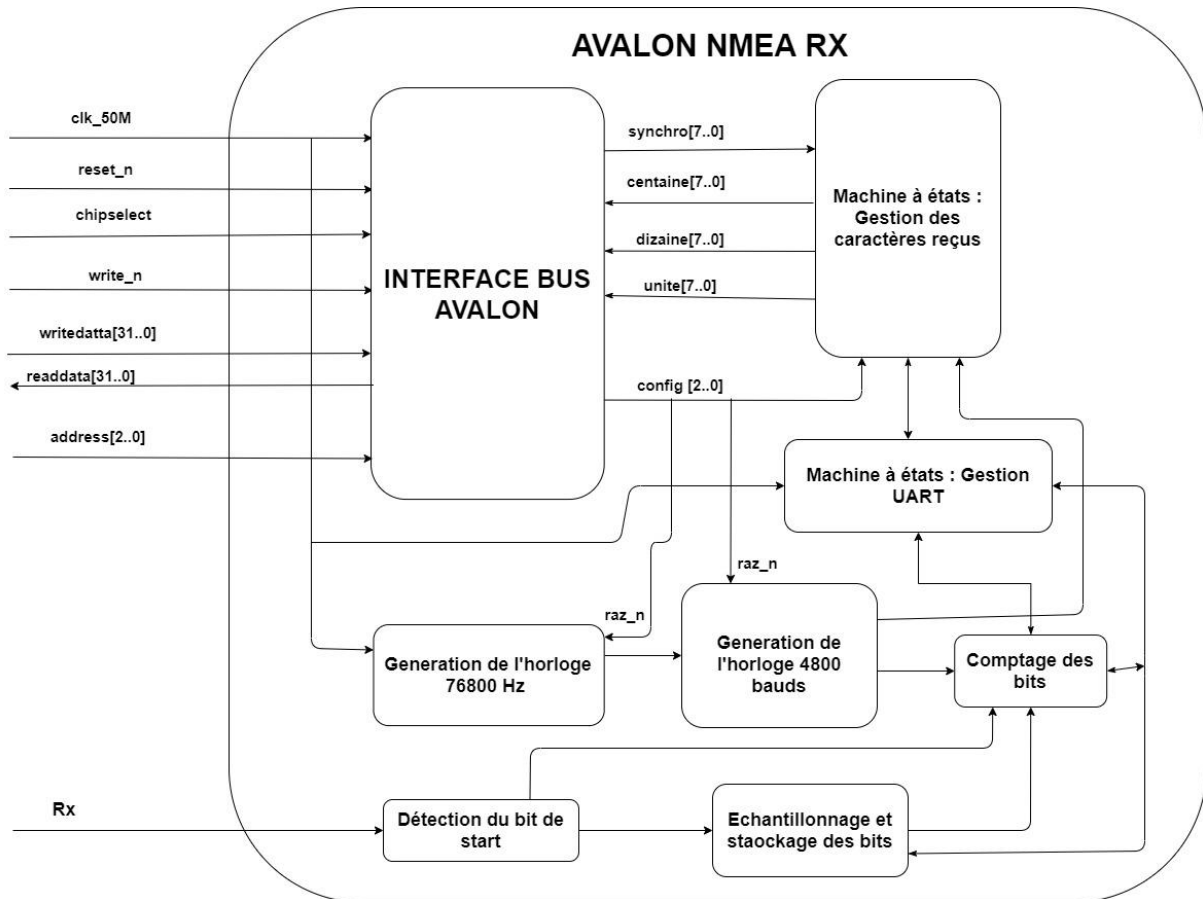 AVALON NMEA RX
clk_50M
reset_n
chipselect
write_n
writedatta[31..0]
readdata[31..0]
address[2..0]
INTERFACE BUS
AVALON
synchro[7..0]
centaine[7..0]
dizaine[7..0]
unite[7..0]
config [2..0]
Machine à états :
Gestion des
caractères reçus
Machine à états : Gestion
UART
raz_n
raz_n
Generation de l'horloge
76800 Hz
Generation de
l'horloge 4800
bauds
Comptage des
bits
Rx
Détection du bit de
start
Echantillonnage et
staockage des bits